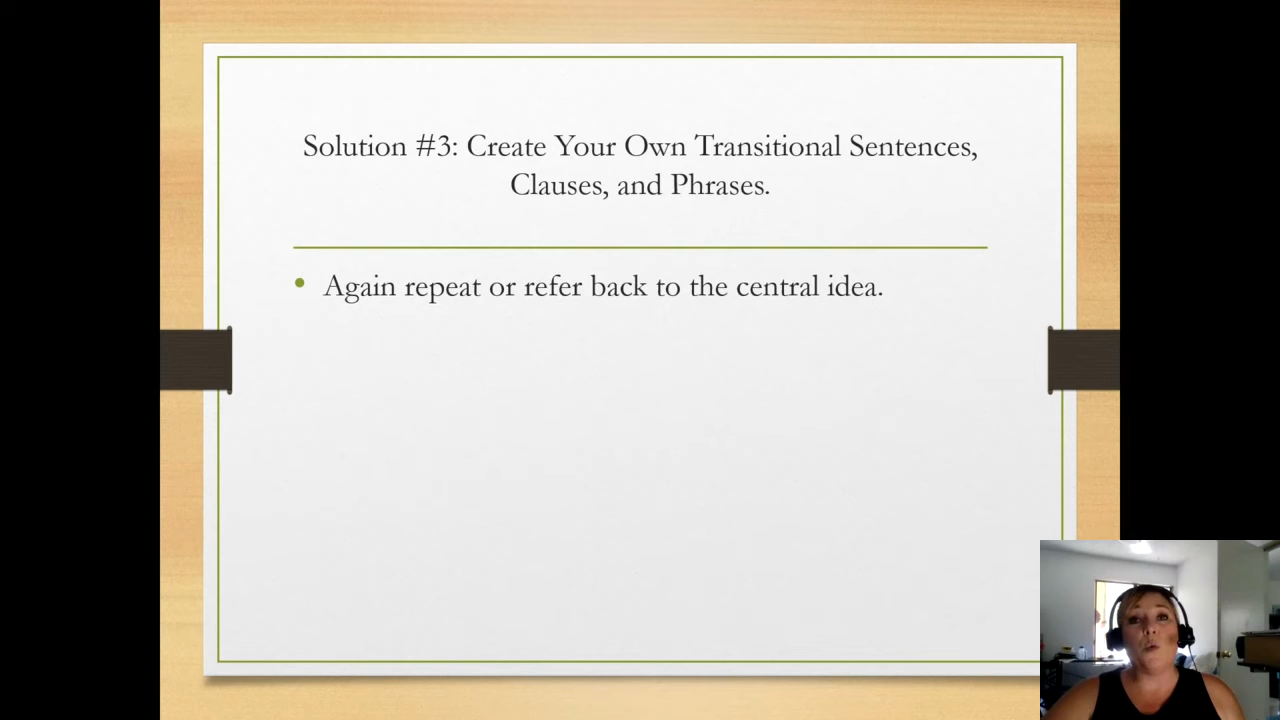 Solution #3: Create Your Own Transitional Sentences,
Clauses, and Phrases.
• Again repeat or refer back to the central idea.